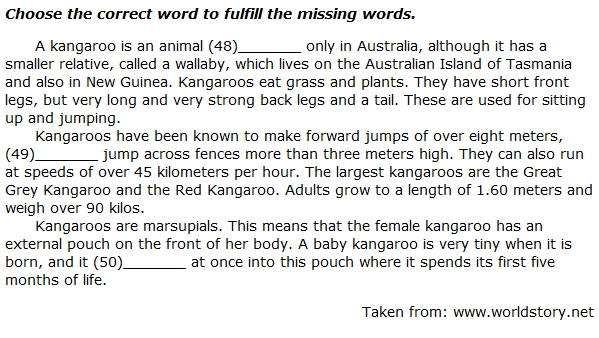 Choose the correct word to fulfill the missing words.
A kangaroo is an animal (48)________ only in Australia, although it has a
smaller relative, called a wallaby, which lives on the Australian Island of Tasmania
and also in New Guinea. Kangaroos eat grass and plants. They have short front
legs, but very long and very strong back legs and a tail. These are used for sitting
up and jumping.
Kangaroos have been known to make forward jumps of over eight meters,
(49)________ jump across fences more than three meters high. They can also run
at speeds of over 45 kilometers per hour. The largest kangaroos are the Great
Grey Kangaroo and the Red Kangaroo. Adults grow to a length of 1.60 meters and
weigh over 90 kilos.
Kangaroos are marsupials. This means that the female kangaroo has an
external pouch on the front of her body. A baby kangaroo is very tiny when it is
born, and it (50)________ at once into this pouch where it spends its first five
months of life.
Taken from: www.worldstory.net